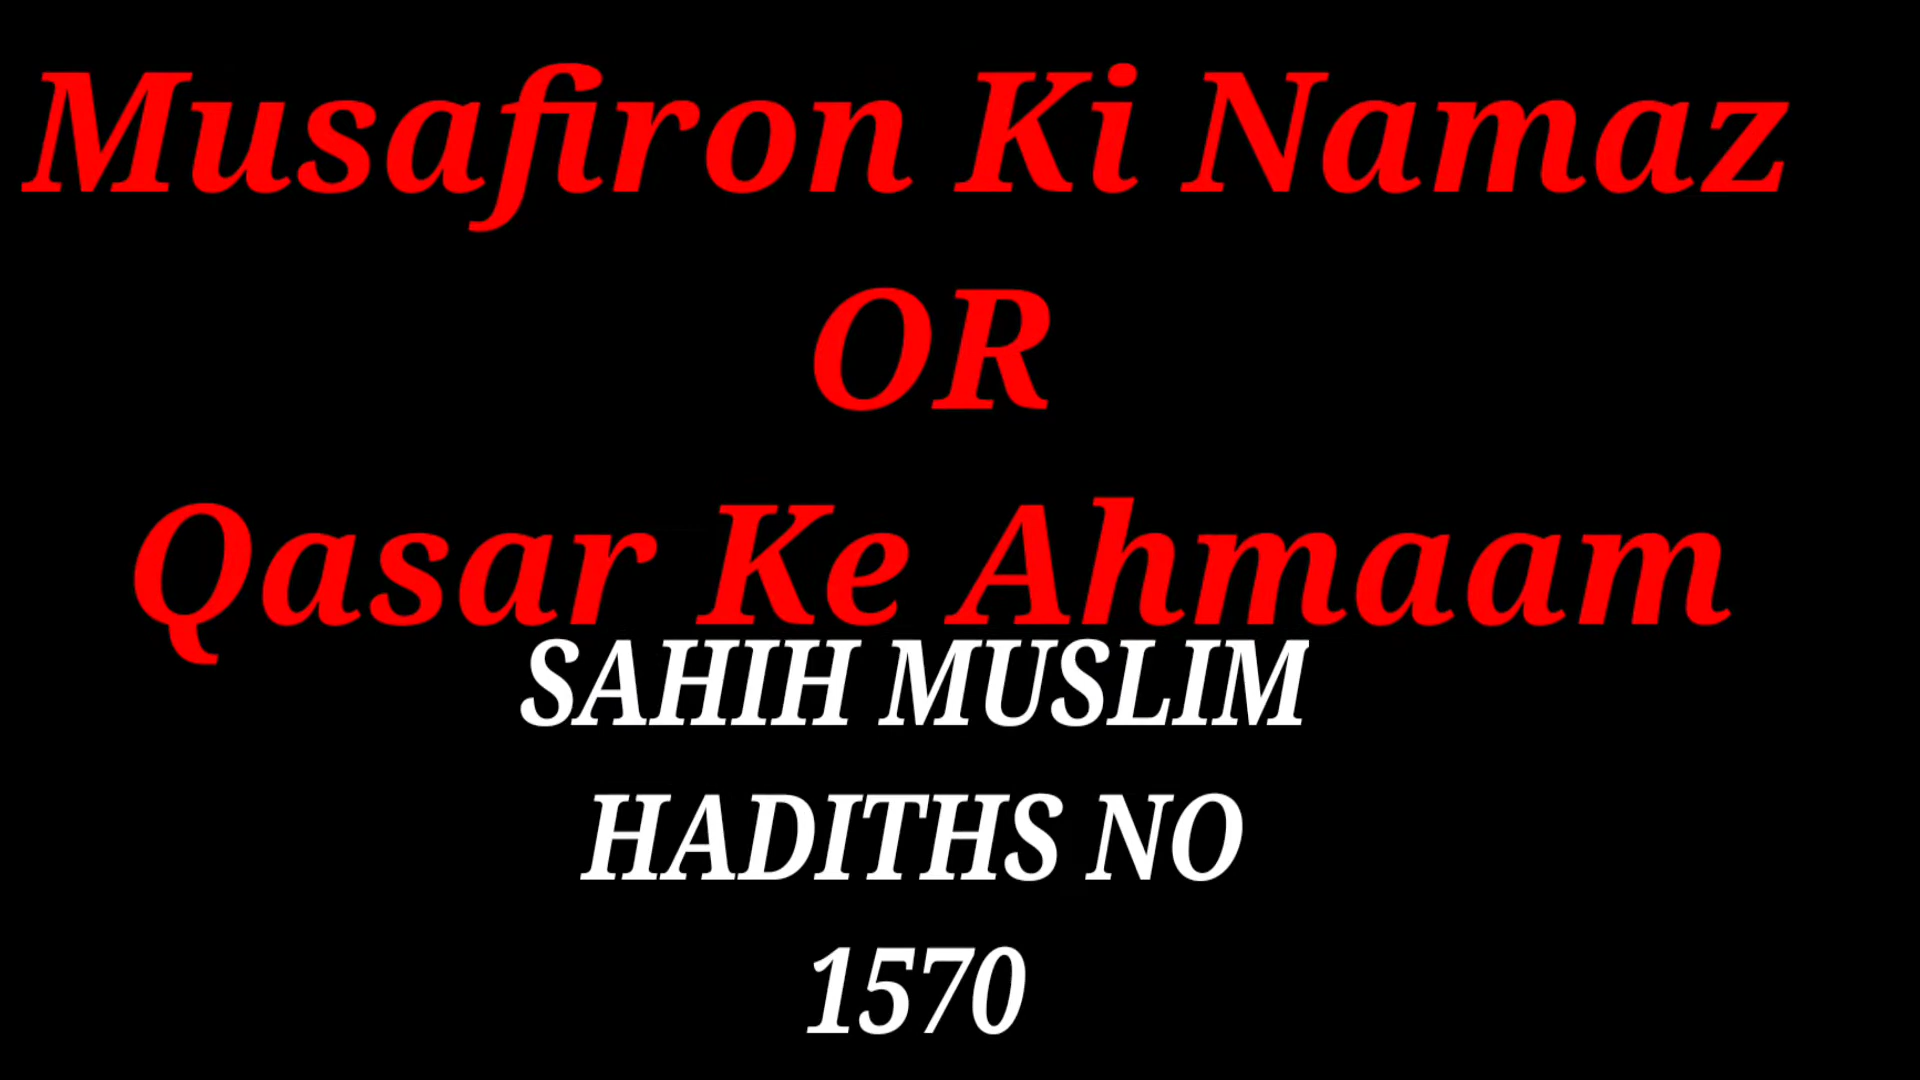 Musafiron Ki Namaz
OR
Qasar Ke Ahmaam
SAHIH MUSLIM
HADITHS NO
1570